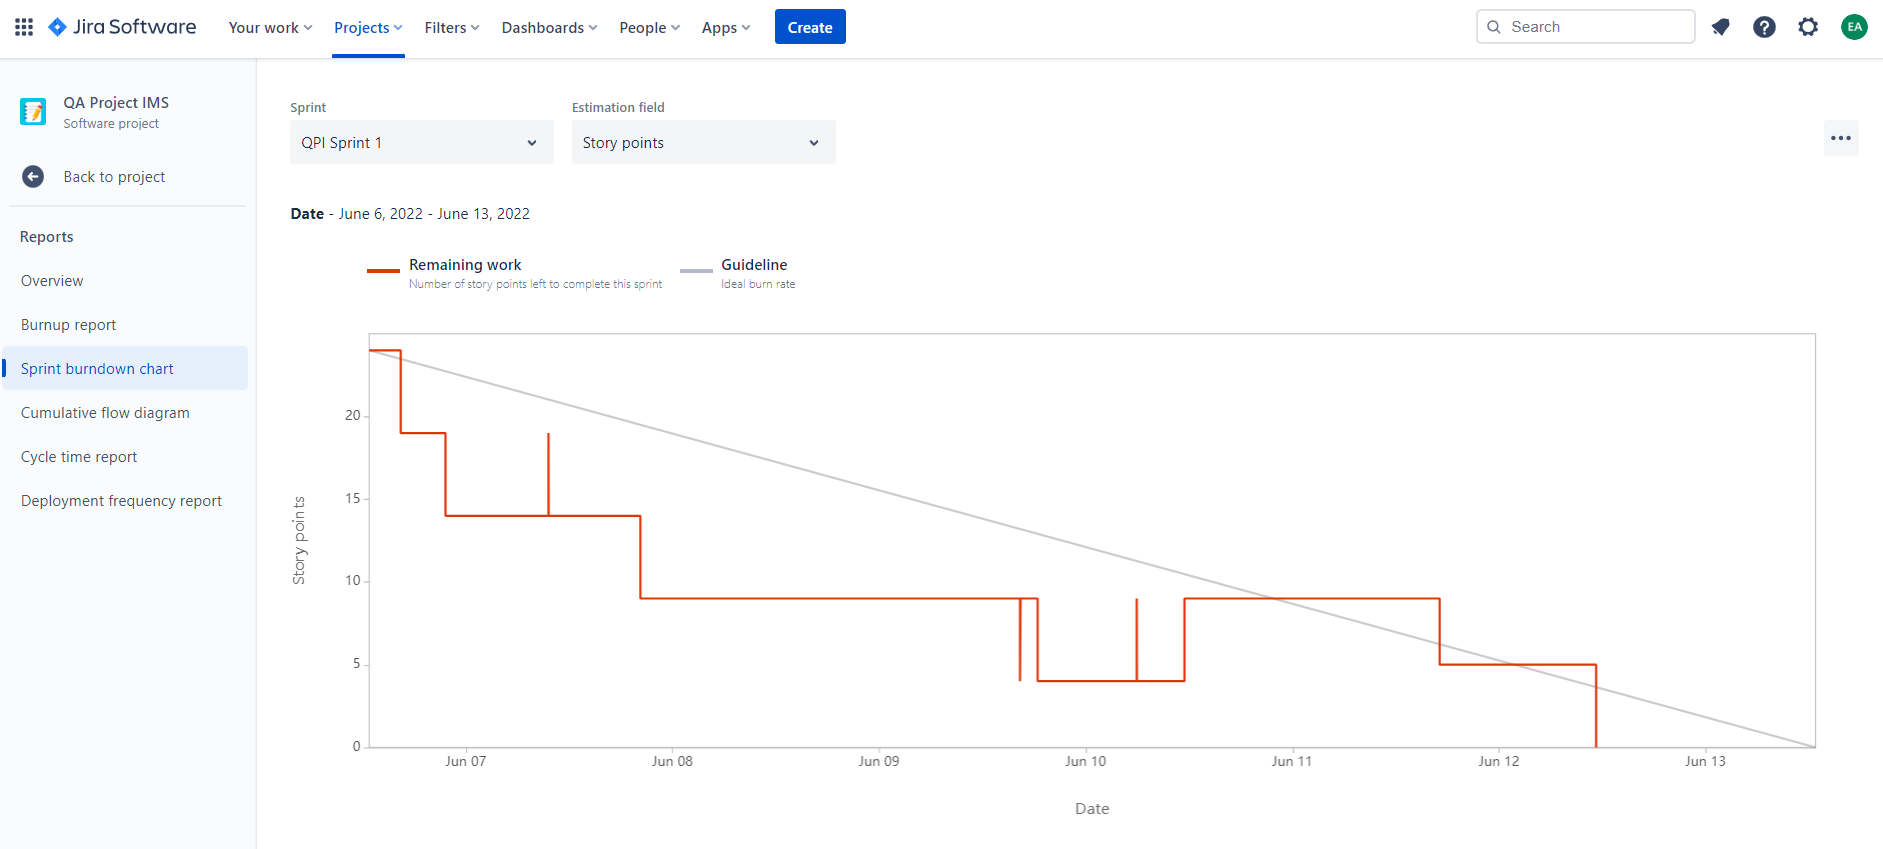 Jira Software Your work Projects Filters Dashboards People Apps Create Search EA
QA Project IMS
Software project
Back to project
Reports
Overview
Burnup report
Sprint burndown chart
Cumulative flow diagram
Cycle time report
Deployment frequency report
Sprint Estimation field
QPI Sprint 1 Story points
Date - June 6, 2022 - June 13, 2022
Remaining work Guideline
Number of story points left to complete this sprint Ideal burn rate
Story points
20
15
10
5
0
Jun 07 Jun 08 Jun 09 Jun 10 Jun 11 Jun 12 Jun 13
Date